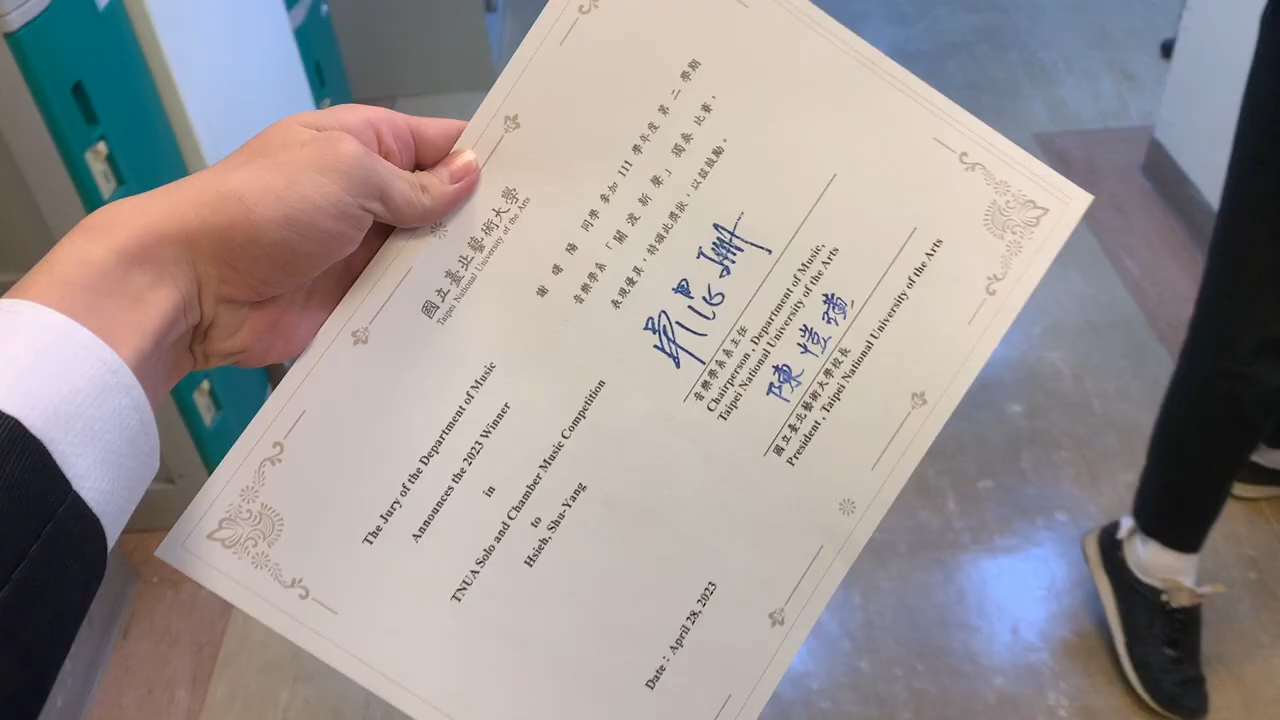 國立臺北藝術大學
Taipei National University of the Arts
謝 曙 陽 同學 參加 111 學年度 第 二 學期
音樂學系 「關 渡 新 聲」 獨奏 比賽,
表現優異,特頒此獎狀,以茲鼓勵。
The Jury of the Department of Music
Announces the 2023 Winner
in
TNUA Solo and Chamber Music Competition
to
Hsieh, Shu-Yang
音樂學系系主任
Chairperson, Department of Music,
Taipei National University of the Arts
陳愷璜
國立臺北藝術大學校長
President, Taipei National University of the Arts
Date:April 28, 2023